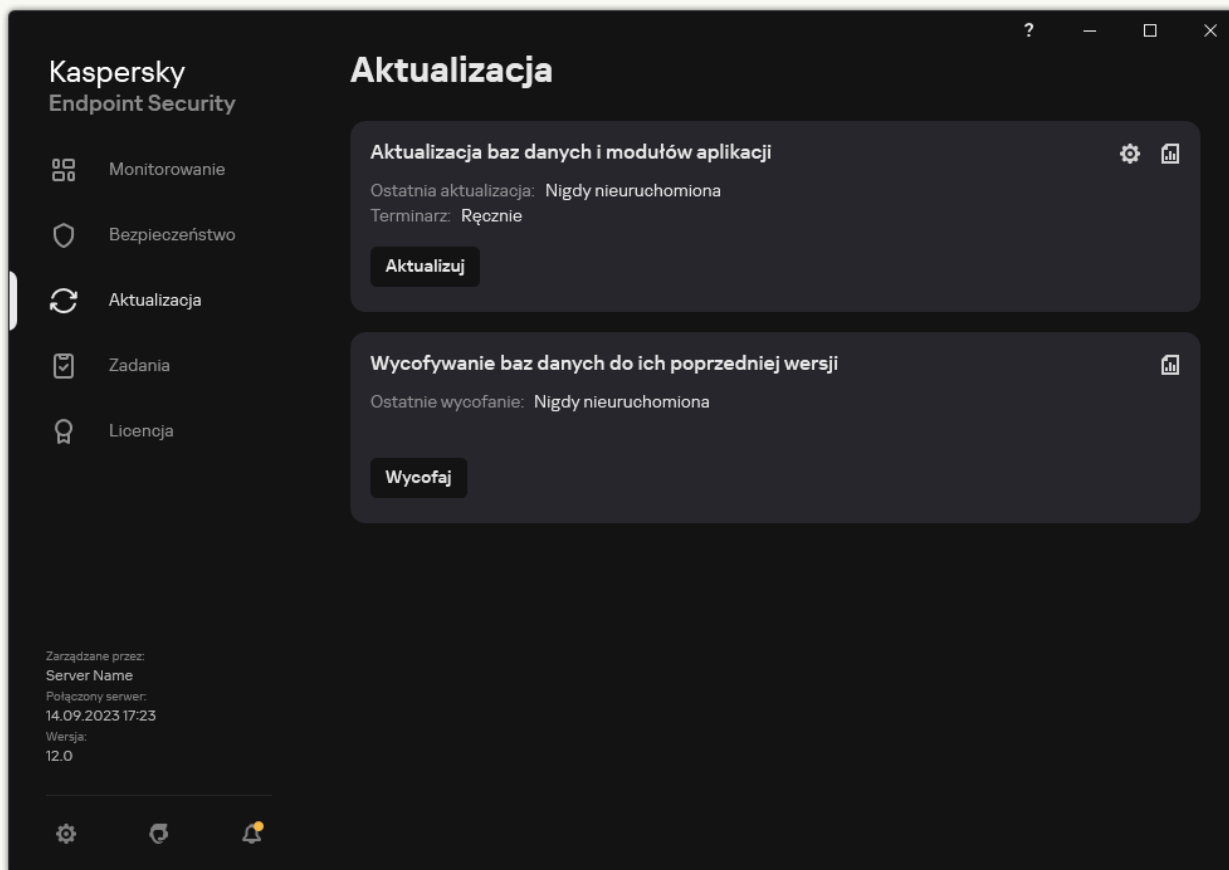 ?
Kaspersky
Endpoint Security
Monitorowanie
Bezpieczeństwo
Aktualizacja
Zadania
Licencja
Zarządzane przez:
Server Name
Połączony serwer:
14.09.2023 17:23
Wersja:
12.0
Aktualizacja
Aktualizacja baz danych i modułów aplikacji
Ostatnia aktualizacja: Nigdy nieuruchomiona
Terminarz: Ręcznie
Aktualizuj
Wycofywanie baz danych do ich poprzedniej wersji
Ostatnie wycofanie: Nigdy nieuruchomiona
Wycofaj